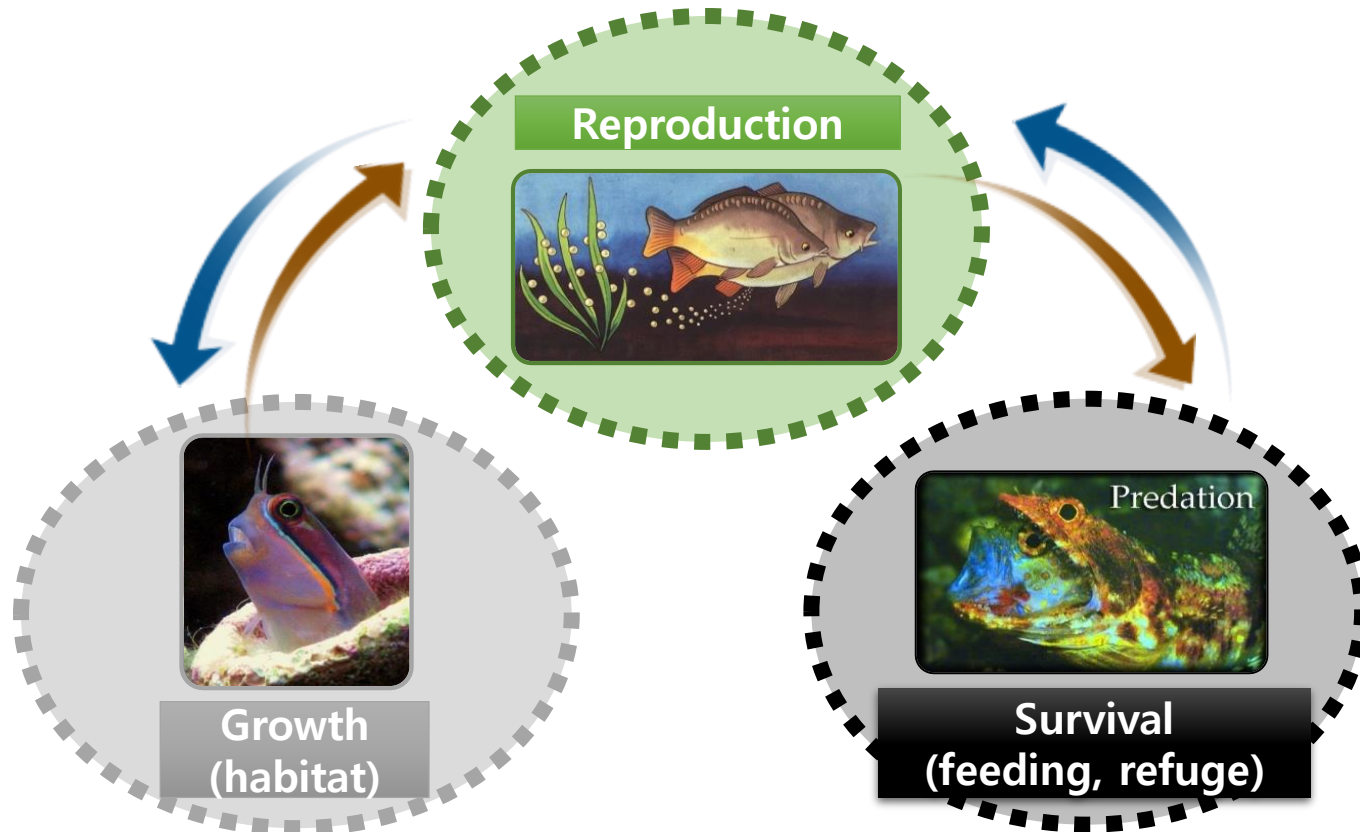 Reproduction
Predation
Growth
(habitat)
Survival
(feeding, refuge)